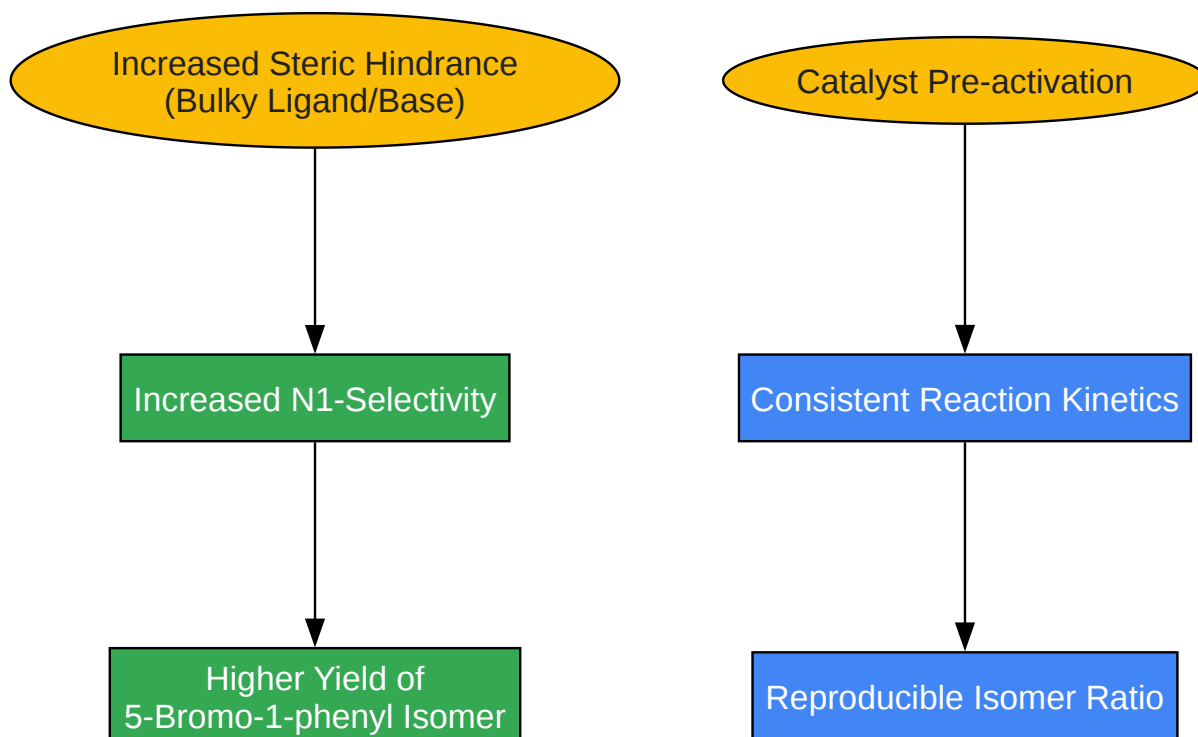 Increased Steric Hindrance
(Bulky Ligand/Base)
Catalyst Pre-activation
Increased N1-Selectivity
Consistent Reaction Kinetics
Higher Yield of
5-Bromo-1-phenyl Isomer
Reproducible Isomer Ratio